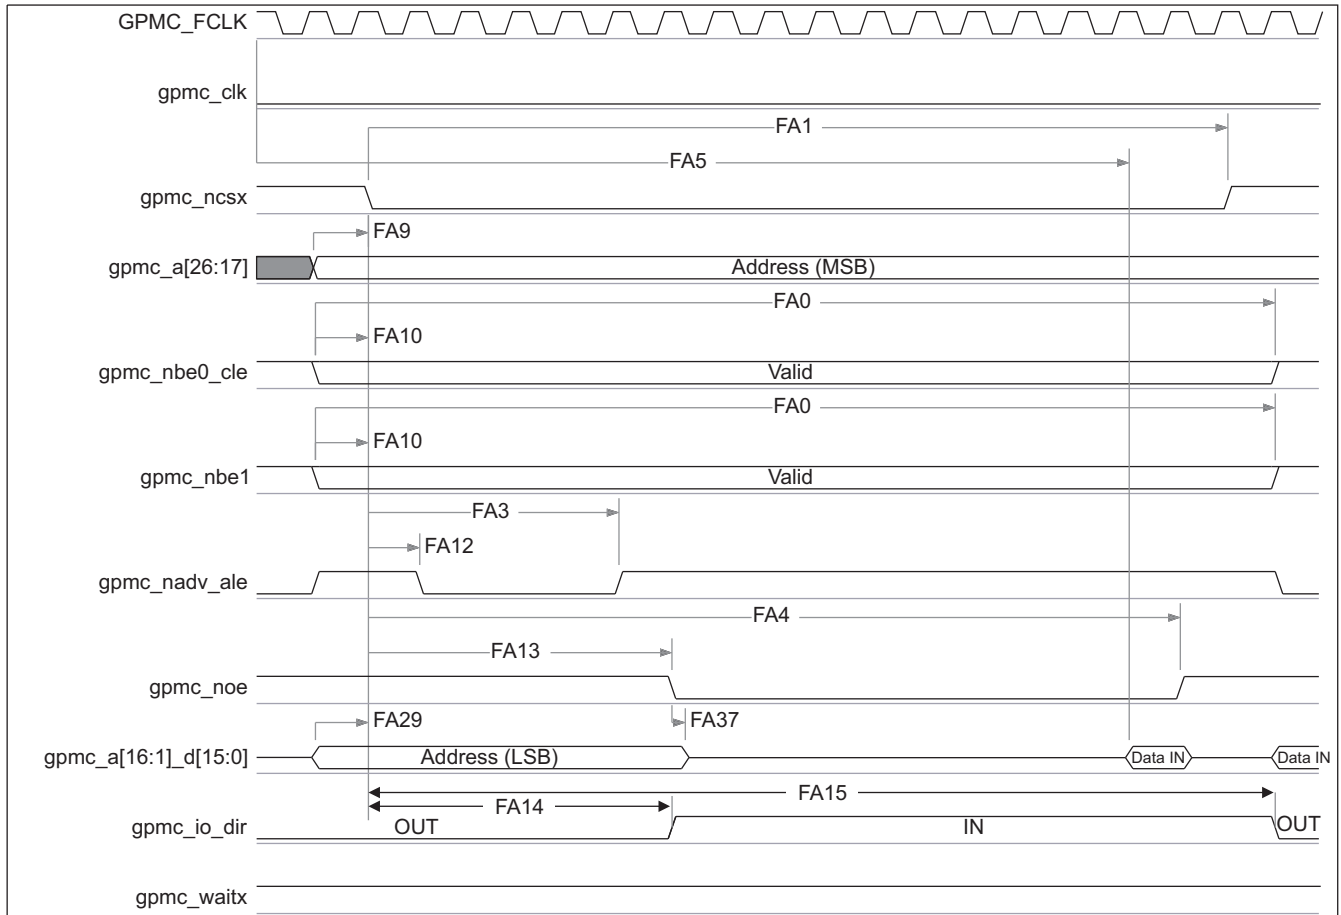 GPMC_FCLK
gpmc_clk
FA1
FA5
gpmc_ncsx
FA9
gpmc_a[26:17] Address (MSB)
FA0
FA10
gpmc_nbe0_cle Valid
FA0
FA10
gpmc_nbe1 Valid
FA3
FA12
gpmc_nadv_ale
FA4
FA13
gpmc_noe
FA29 FA37
gpmc_a[16:1]_d[15:0] Address (LSB) Data IN Data IN
FA15
FA14
gpmc_io_dir OUT IN OUT
gpmc_waitx